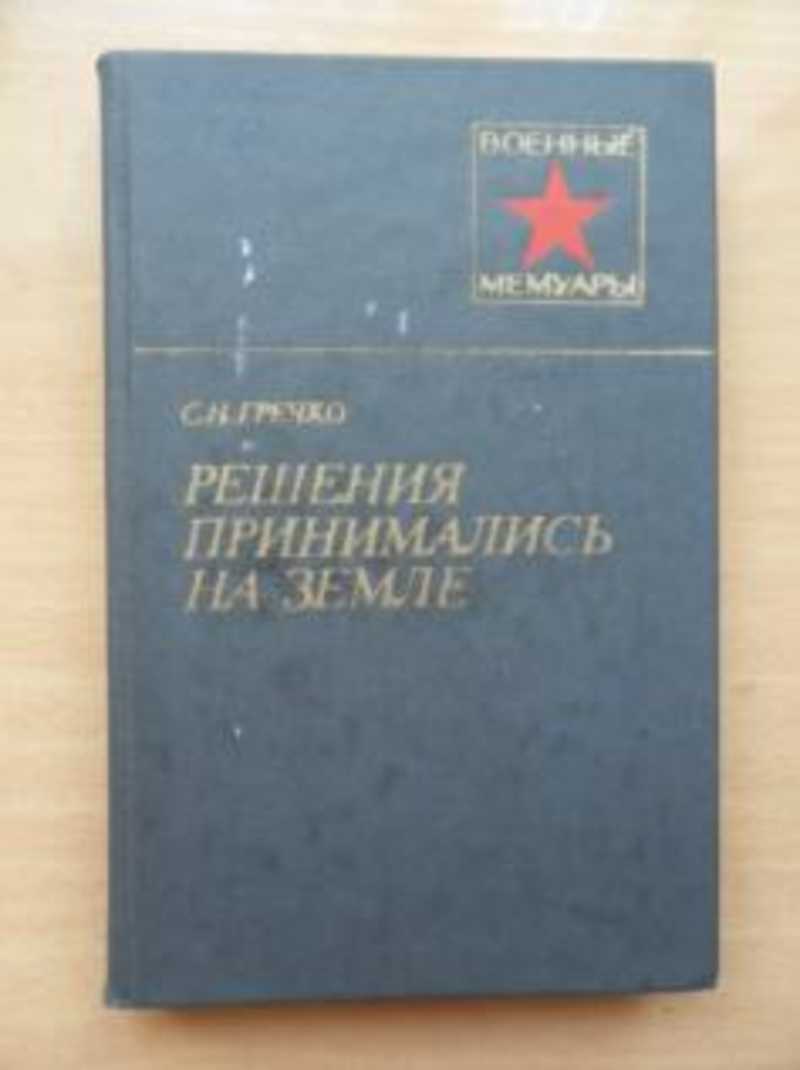 ВОЕННЫЕ
МЕМУАРЫ
С.Н.ГРЕЧКО
РЕШЕНИЯ
ПРИНИМАЛИСЬ
НА ЗЕМЛЕ